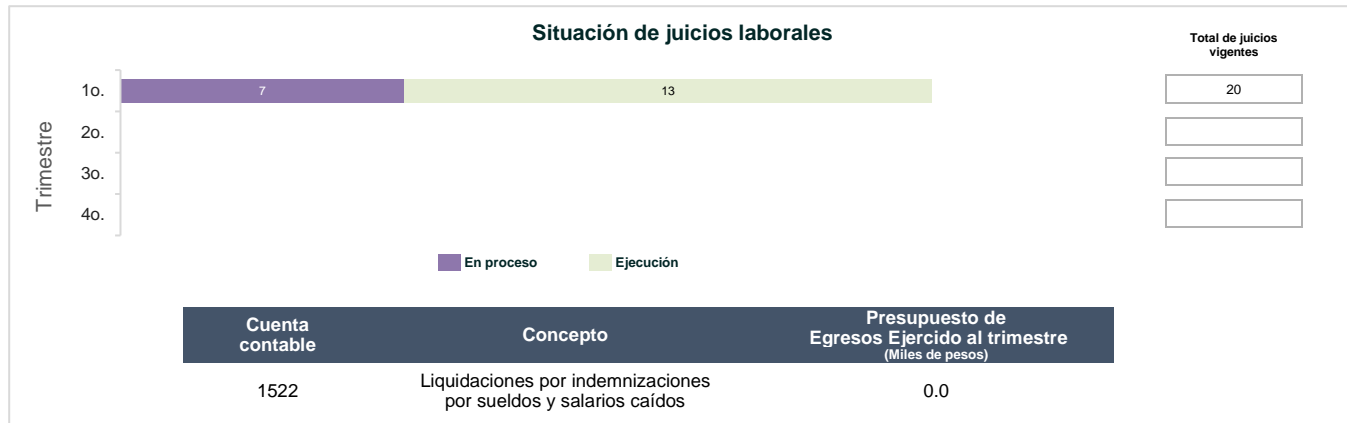 Situación de juicios laborales
Total de juicios
vigentes
Trimestre
1o.
7
13
20
2o.
3o.
4o.
En proceso
Ejecución
Cuenta
contable
Concepto
Presupuesto de
Egresos Ejercido al trimestre
(Miles de pesos)
1522
Liquidaciones por indemnizaciones
por sueldos y salarios caídos
0.0